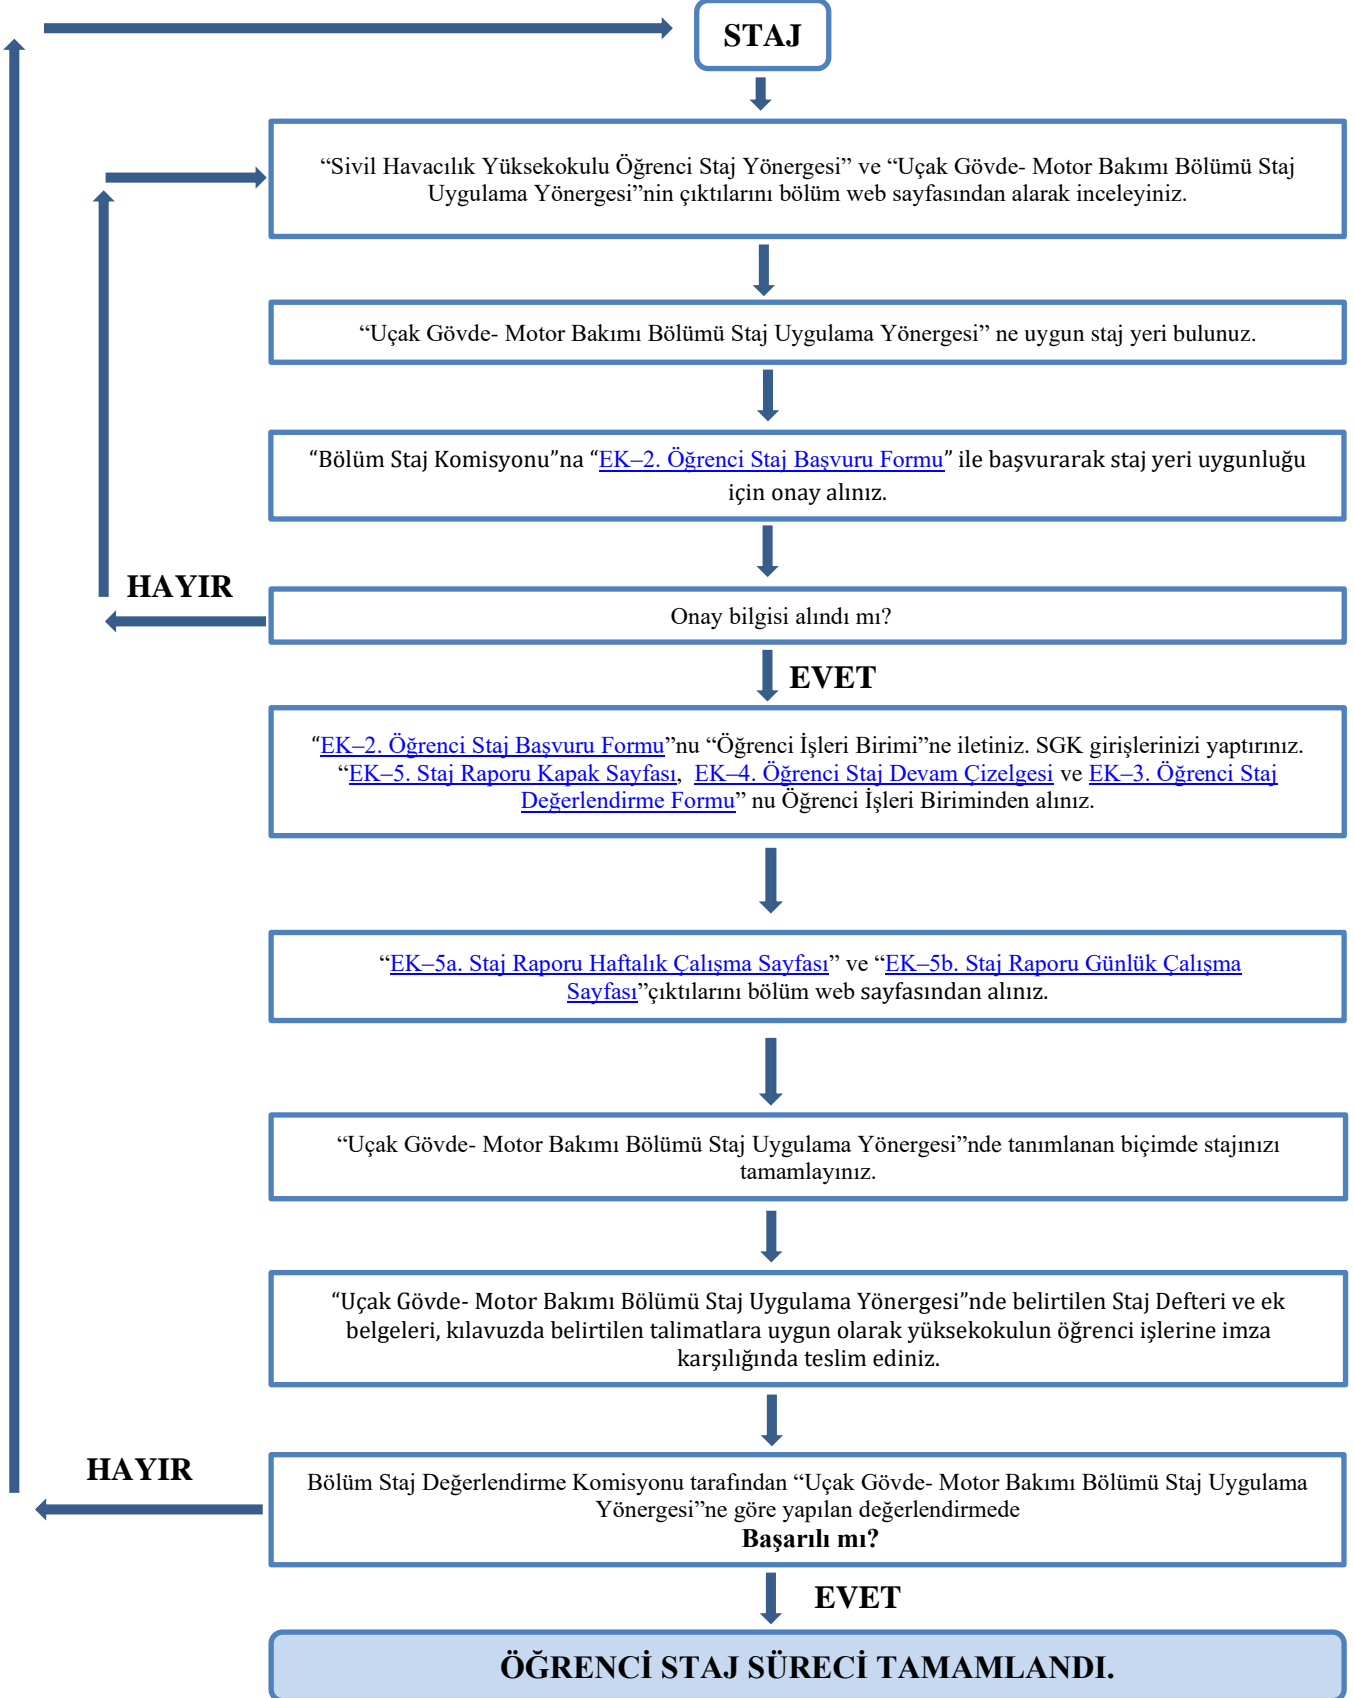 STAJ
“Sivil Havacılık Yüksekokulu Öğrenci Staj Yönergesi” ve “Uçak Gövde- Motor Bakımı Bölümü Staj
Uygulama Yönergesi”nin çıktılarını bölüm web sayfasından alarak inceleyiniz.
“Uçak Gövde- Motor Bakımı Bölümü Staj Uygulama Yönergesi” ne uygun staj yeri bulunuz.
“Bölüm Staj Komisyonu”na “EK–2. Öğrenci Staj Başvuru Formu” ile başvurarak staj yeri uygunluğu
için onay alınız.
HAYIR
Onay bilgisi alındı mı?
EVET
“EK–2. Öğrenci Staj Başvuru Formu”nu “Öğrenci İşleri Birimi”ne iletiniz. SGK girişlerinizi yaptırınız.
“EK–5. Staj Raporu Kapak Sayfası, EK–4. Öğrenci Staj Devam Çizelgesi ve EK–3. Öğrenci Staj
Değerlendirme Formu” nu Öğrenci İşleri Biriminden alınız.
“EK–5a. Staj Raporu Haftalık Çalışma Sayfası” ve “EK–5b. Staj Raporu Günlük Çalışma
Sayfası”çıktılarını bölüm web sayfasından alınız.
“Uçak Gövde- Motor Bakımı Bölümü Staj Uygulama Yönergesi”nde tanımlanan biçimde stajınızı
tamamlayınız.
“Uçak Gövde- Motor Bakımı Bölümü Staj Uygulama Yönergesi”nde belirtilen Staj Defteri ve ek
belgeleri, kılavuzda belirtilen talimatlara uygun olarak yüksekokulun öğrenci işlerine imza
karşılığında teslim ediniz.
HAYIR
Bölüm Staj Değerlendirme Komisyonu tarafından “Uçak Gövde- Motor Bakımı Bölümü Staj Uygulama
Yönergesi”ne göre yapılan değerlendirmede
Başarılı mı?
EVET
ÖĞRENCİ STAJ SÜRECİ TAMAMLANDI.